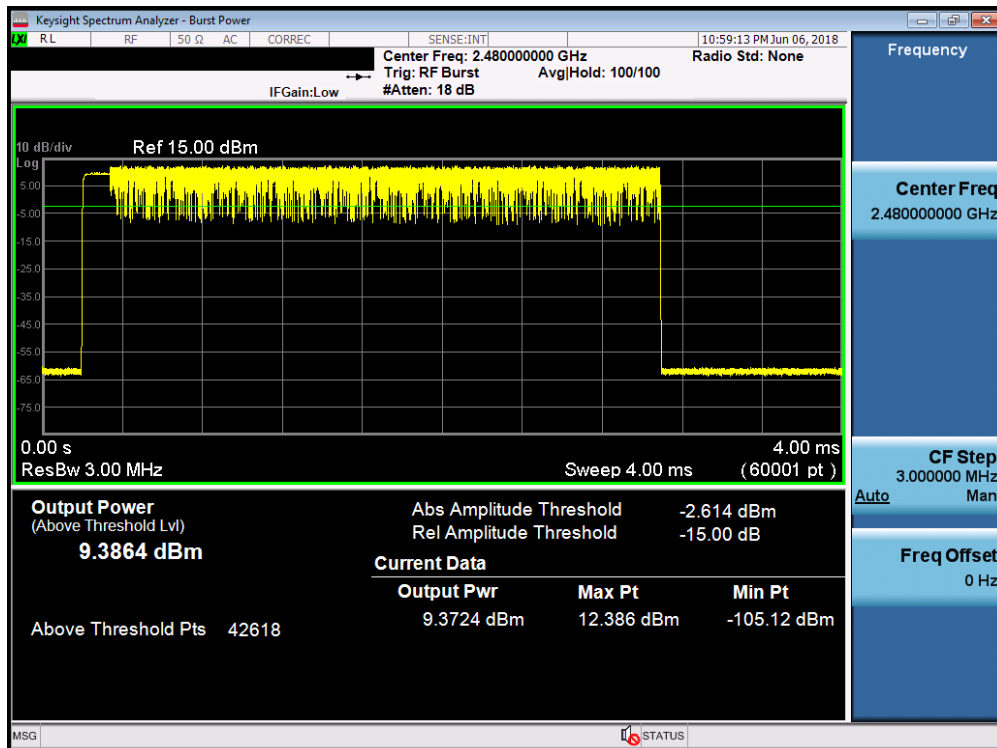 Keysight Spectrum Analyzer - Burst Power
LXI RL RF 50 Ω AC CORREC SENSE:INT 10:59:13 PM Jun 06, 2018
Center Freq: 2.480000000 GHz Radio Std: None
Trig: RF Burst Avg|Hold: 100/100
IFGain:Low #Atten: 18 dB
Frequency
10 dB/div Ref 15.00 dBm
Log
5.00
-5.00
-15.0
-25.0
-35.0
-45.0
-55.0
-65.0
-75.0
0.00 s 4.00 ms
ResBw 3.00 MHz Sweep 4.00 ms (60001 pt)
Output Power
(Above Threshold Lvl)
9.3864 dBm
Above Threshold Pts 42618
Abs Amplitude Threshold -2.614 dBm
Rel Amplitude Threshold -15.00 dB
Current Data
Output Pwr Max Pt Min Pt
9.3724 dBm 12.386 dBm -105.12 dBm
Center Freq
2.480000000 GHz
CF Step
3.000000 MHz
Auto Man
Freq Offset
0 Hz
MSG STATUS